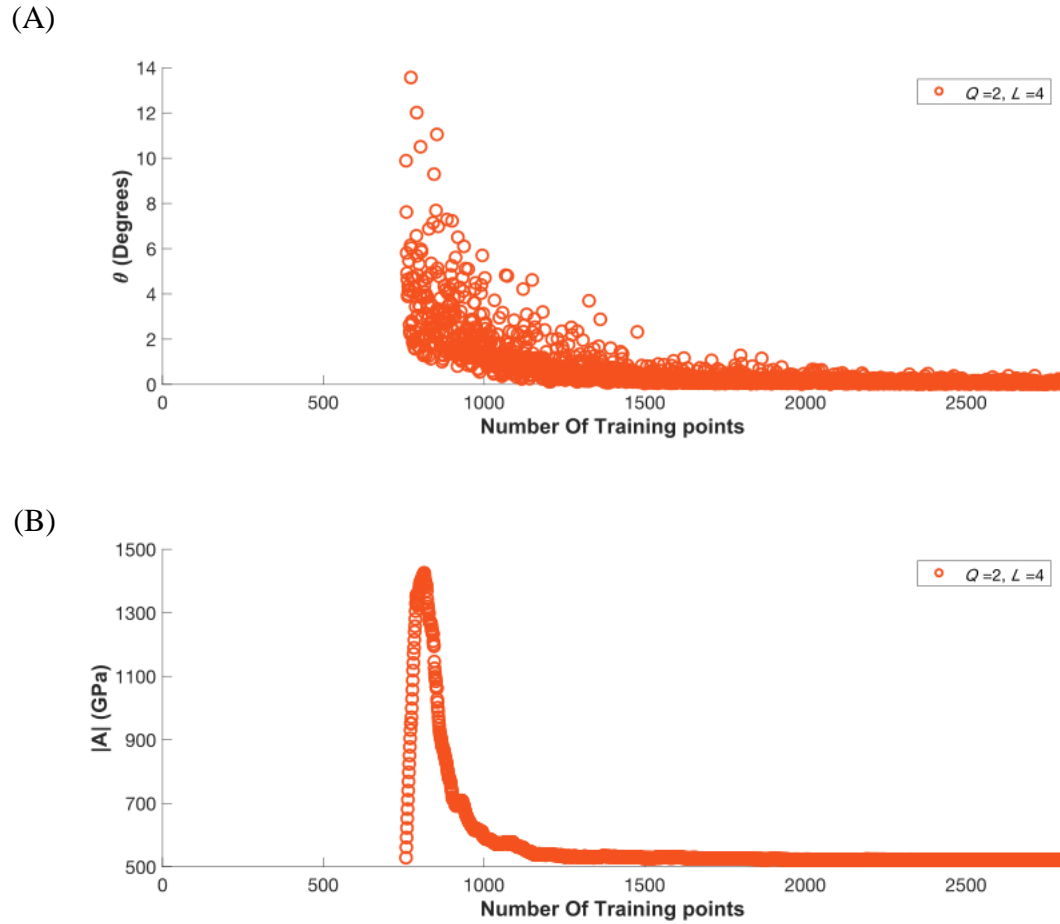 (A)
14
12
10
8
6
4
2
0
θ (Degrees)
Q =2, L =4
0 500 1000 1500 2000 2500
Number Of Training points
(B)
1500
1300
1100
900
700
500
|A| (GPa)
Q =2, L =4
0 500 1000 1500 2000 2500
Number Of Training points